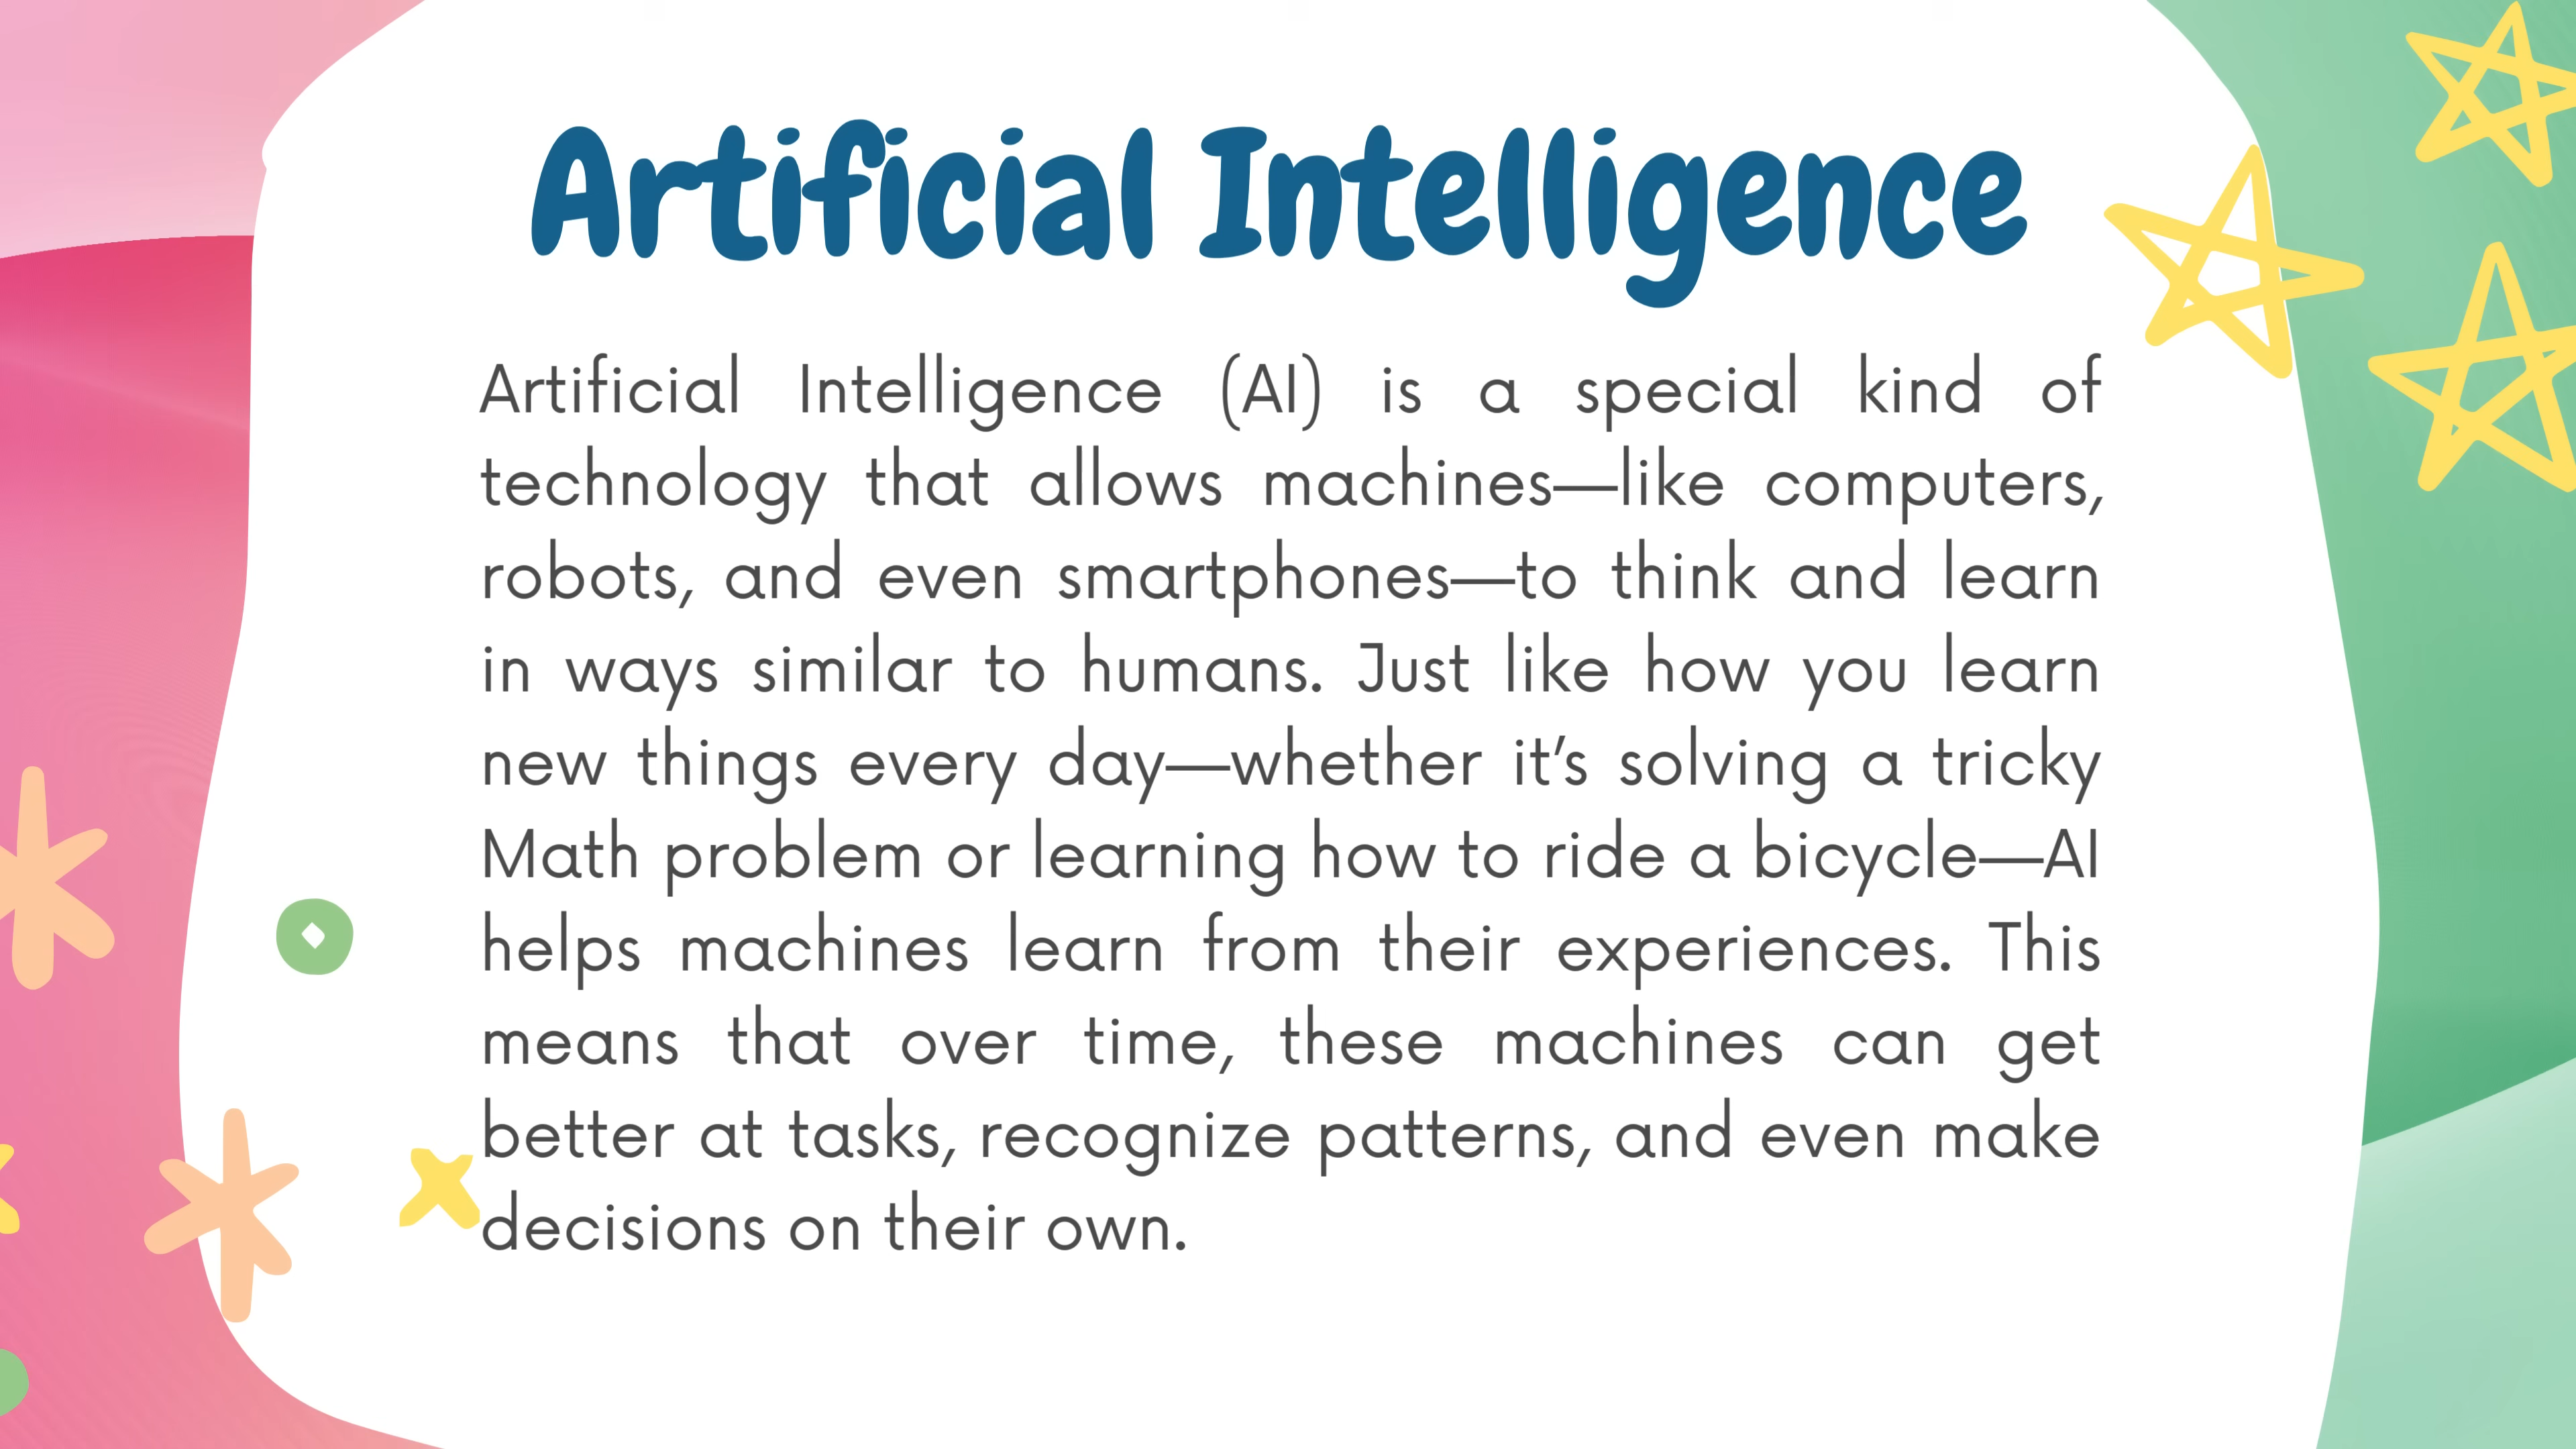 Artificial Intelligence
Artificial Intelligence (AI) is a special kind of
technology that allows machines—like computers,
robots, and even smartphones—to think and learn
in ways similar to humans. Just like how you learn
new things every day—whether it’s solving a tricky
Math problem or learning how to ride a bicycle—AI
helps machines learn from their experiences. This
means that over time, these machines can get
better at tasks, recognize patterns, and even make
decisions on their own.